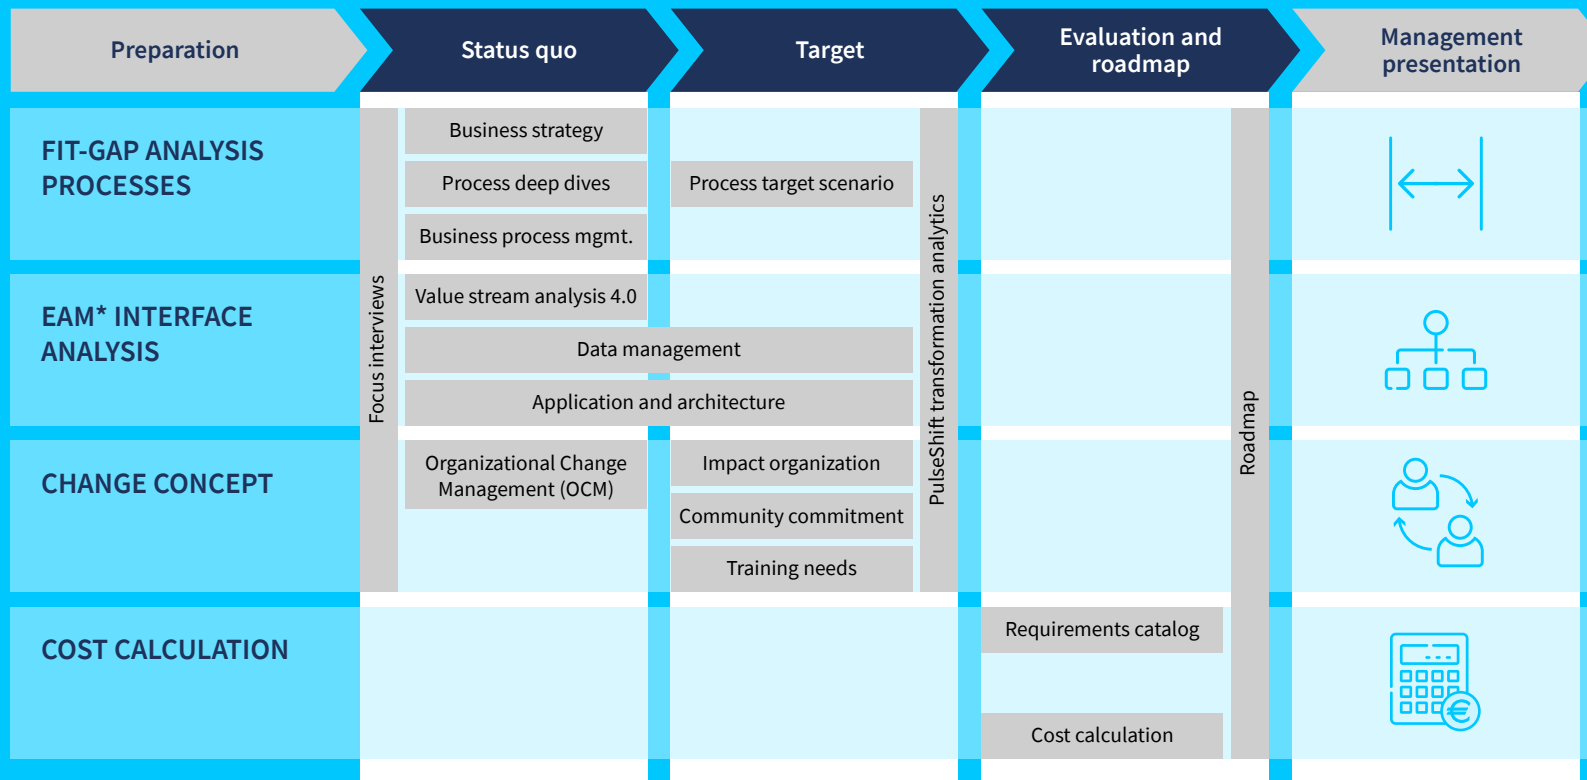 Preparation
Status quo
Target
Evaluation and
roadmap
Management
presentation
FIT-GAP ANALYSIS
PROCESSES
Focus interviews
Business strategy
Process deep dives
Business process mgmt.
Process target scenario
PulseShift transformation analytics
Roadmap
EAM* INTERFACE
ANALYSIS
Value stream analysis 4.0
Data management
Application and architecture
CHANGE CONCEPT
Organizational Change
Management (OCM)
Impact organization
Community commitment
Training needs
COST CALCULATION
Requirements catalog
Cost calculation
€